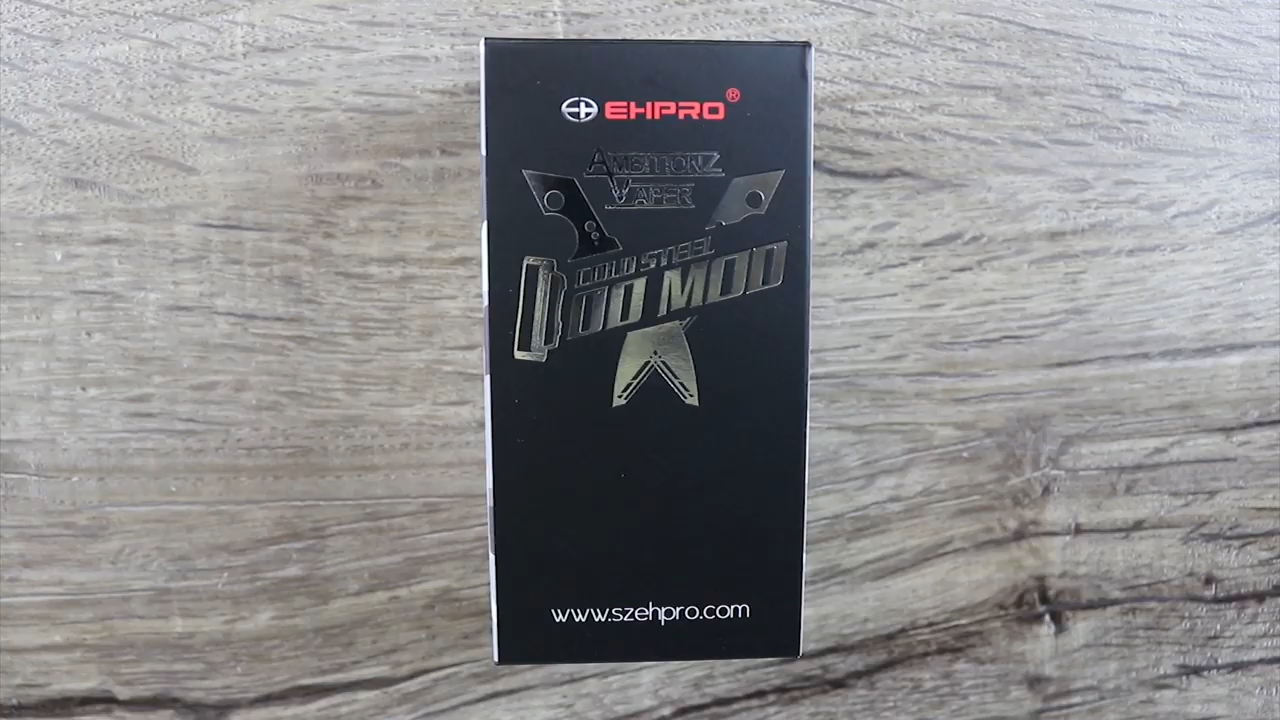 EHPRO®
AMBITIONZ
VAPER
COLD STEEL
100 MOD
www.szehpro.com